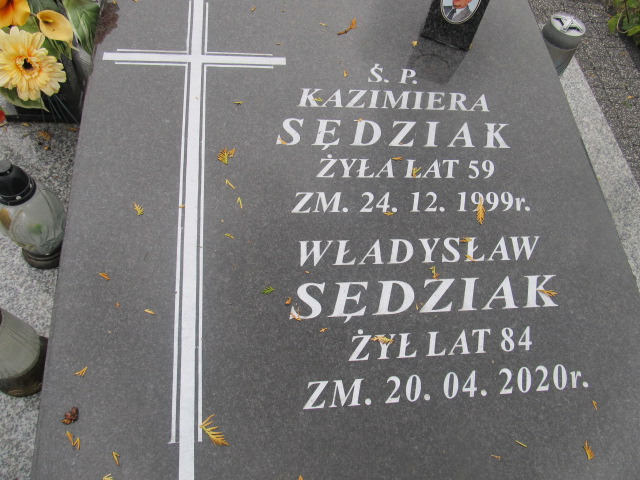 Ś. P.
KAZIMIERA
SĘDZIAK
ŻYŁA LAT 59
ZM. 24. 12. 1999r.
WŁADYSŁAW
SĘDZIAK
ŻYŁ LAT 84
ZM. 20. 04. 2020r.